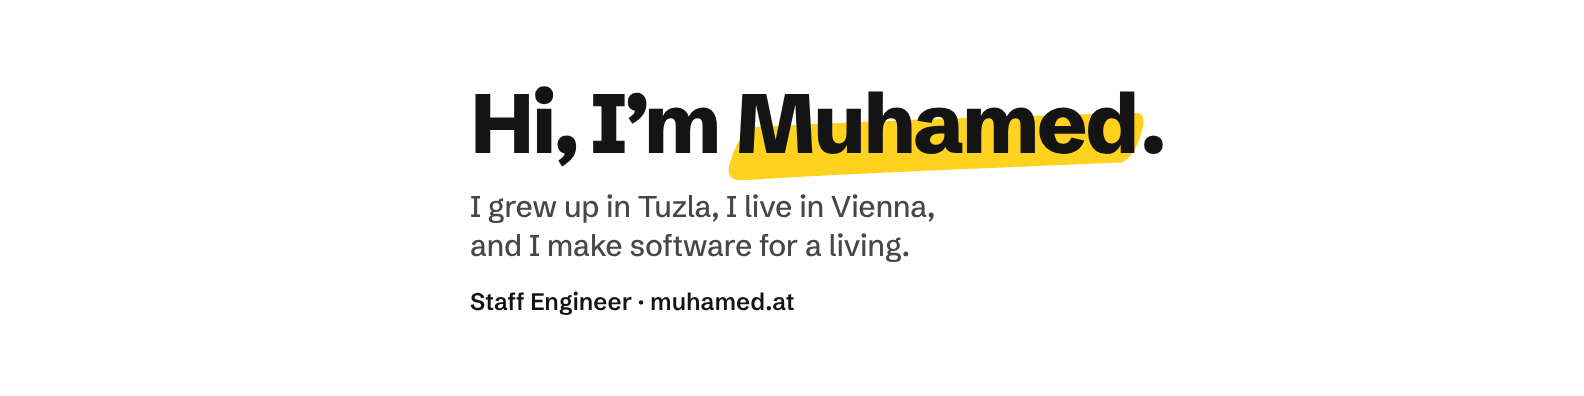 Hi, I’m Muhamed.
I grew up in Tuzla, I live in Vienna,
and I make software for a living.
Staff Engineer · muhamed.at